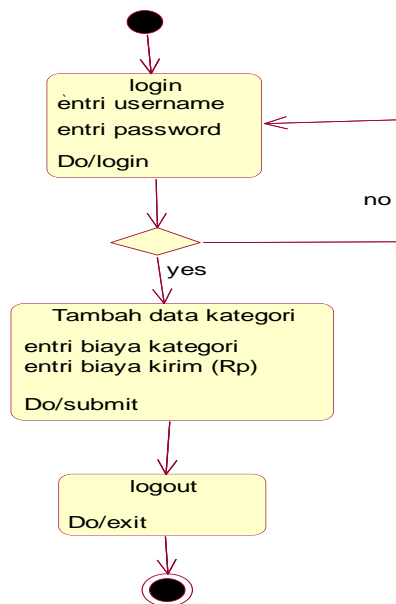 login
entri username
entri password
Do/login
no
yes
Tambah data kategori
entri biaya kategori
entri biaya kirim (Rp)
Do/submit
logout
Do/exit